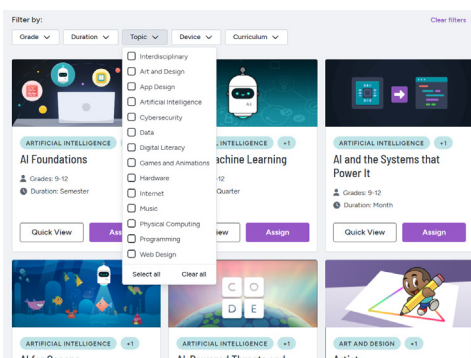 Filter by:
Clear filters
Grade
Duration
Topic
Device
Curriculum
Interdisciplinary
Art and Design
App Design
Artificial Intelligence
Cybersecurity
Data
Digital Literacy
Games and Animations
Hardware
Internet
Music
Physical Computing
Programming
Web Design
Select all
Clear all
ARTIFICIAL INTELLIGENCE
AI Foundations
Grades: 9-12
Duration: Semester
Quick View
Ass
INTELLIGENCE
+1
achine Learning
-12
Quarter
Assign
ARTIFICIAL INTELLIGENCE
+1
AI and the Systems that
Power It
Grades: 9-12
Duration: Month
Quick View
Assign
ARTIFICIAL INTELLIGENCE
+1
C O
D E
ARTIFICIAL INTELLIGENCE
+1
ART AND DESIGN
+1